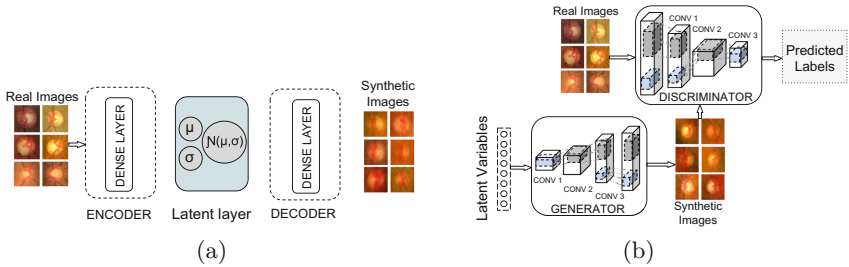 Real Images
DENSE LAYER
ENCODER
μ
σ
N(μ,σ)
Latent layer
DENSE LAYER
DECODER
Synthetic
Images
(a)
Real Images
CONV 1
CONV 2
CONV 3
DISCRIMINATOR
Predicted
Labels
Latent Variables
CONV 1
CONV 2
CONV 3
GENERATOR
Synthetic
Images
(b)